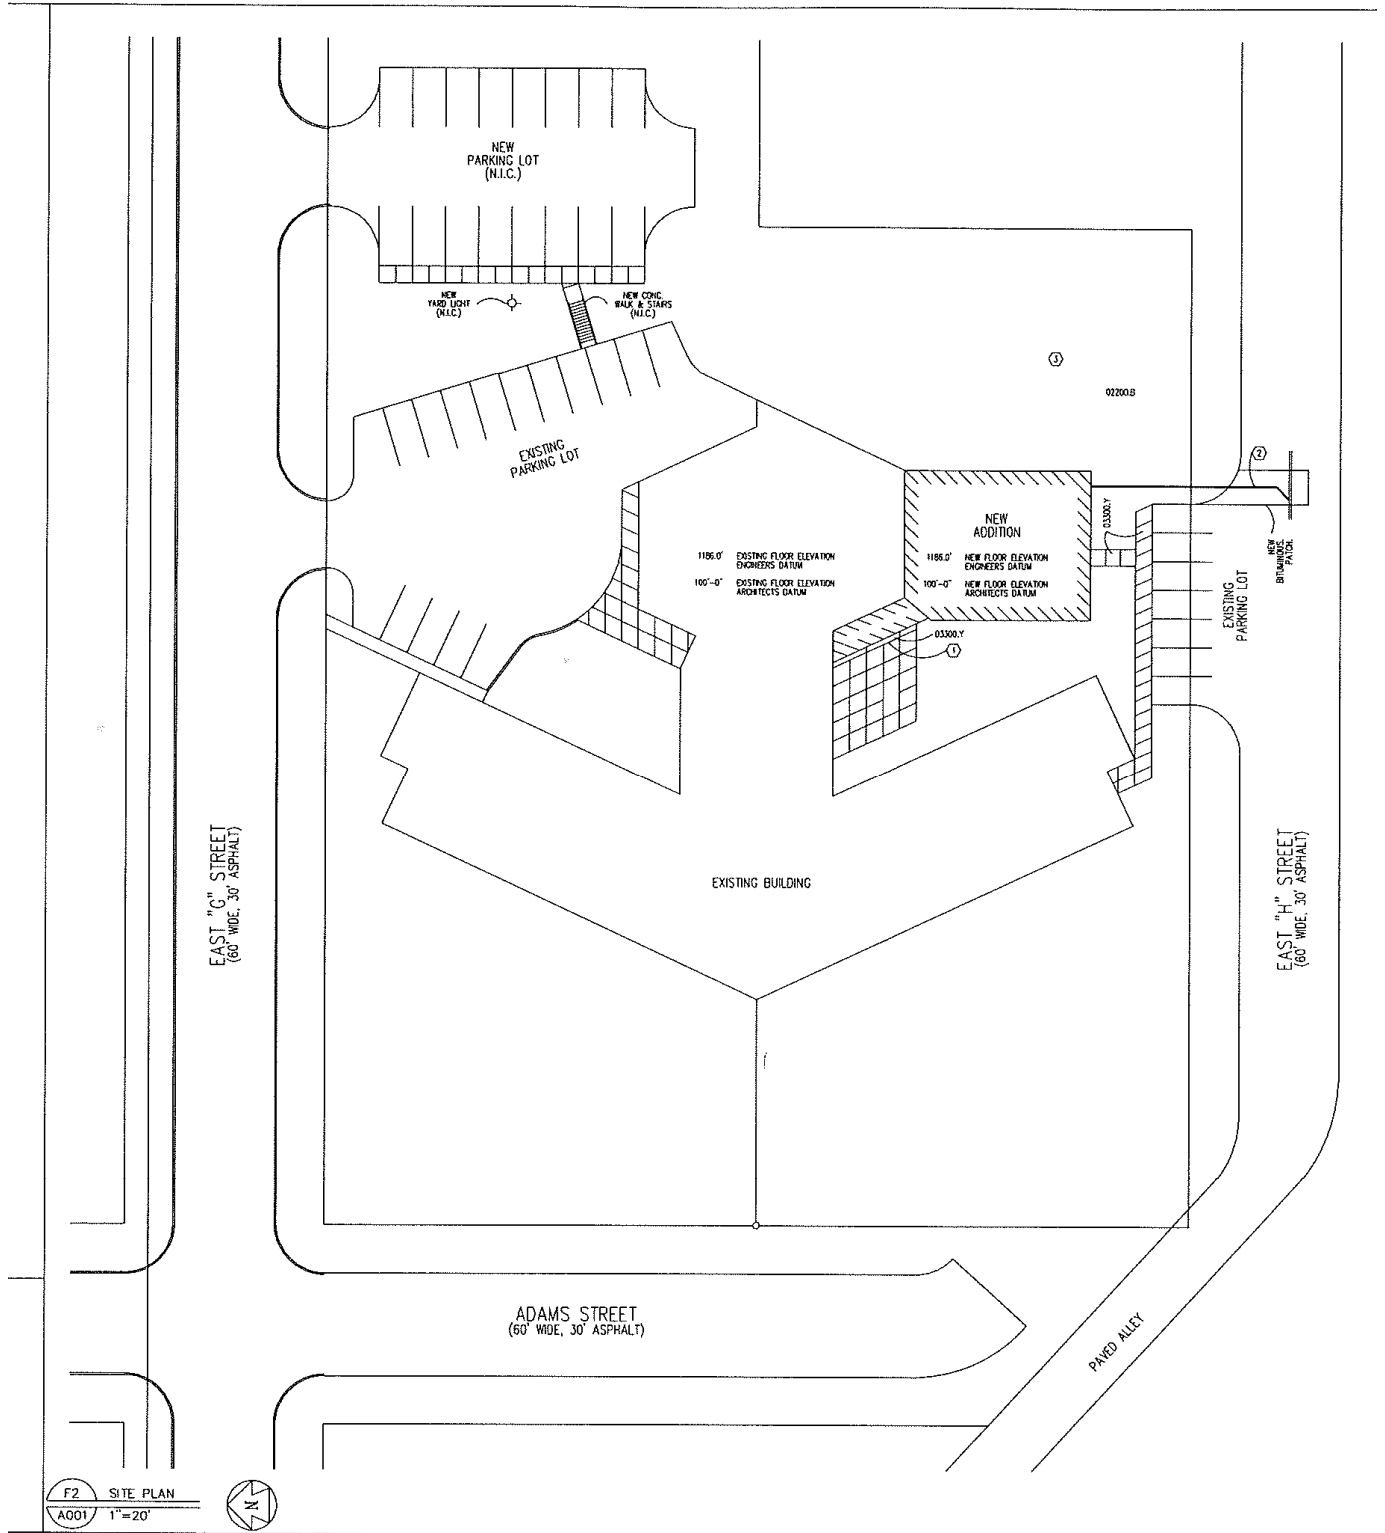 NEW
PARKING LOT
(N.I.C.)
NEW
YARD LIGHT
(N.I.C.)
NEW CONC.
WALK & STAIRS
(N.I.C.)
3
02200.B
EXISTING
PARKING LOT
2
NEW
ADDITION
03300.Y
NEW
BITUMINOUS
PATCH.
1186.0' EXISTING FLOOR ELEVATION
ENGINEERS DATUM
100'-0" EXISTING FLOOR ELEVATION
ARCHITECTS DATUM
1186.0' NEW FLOOR ELEVATION
ENGINEERS DATUM
100'-0" NEW FLOOR ELEVATION
ARCHITECTS DATUM
EXISTING
PARKING LOT
03300.Y
1
EXISTING BUILDING
EAST "G" STREET
(60' WIDE, 30' ASPHALT)
EAST "H" STREET
(60' WIDE, 30' ASPHALT)
ADAMS STREET
(60' WIDE, 30' ASPHALT)
PAVED ALLEY
F2 SITE PLAN
A001 1"=20'
N